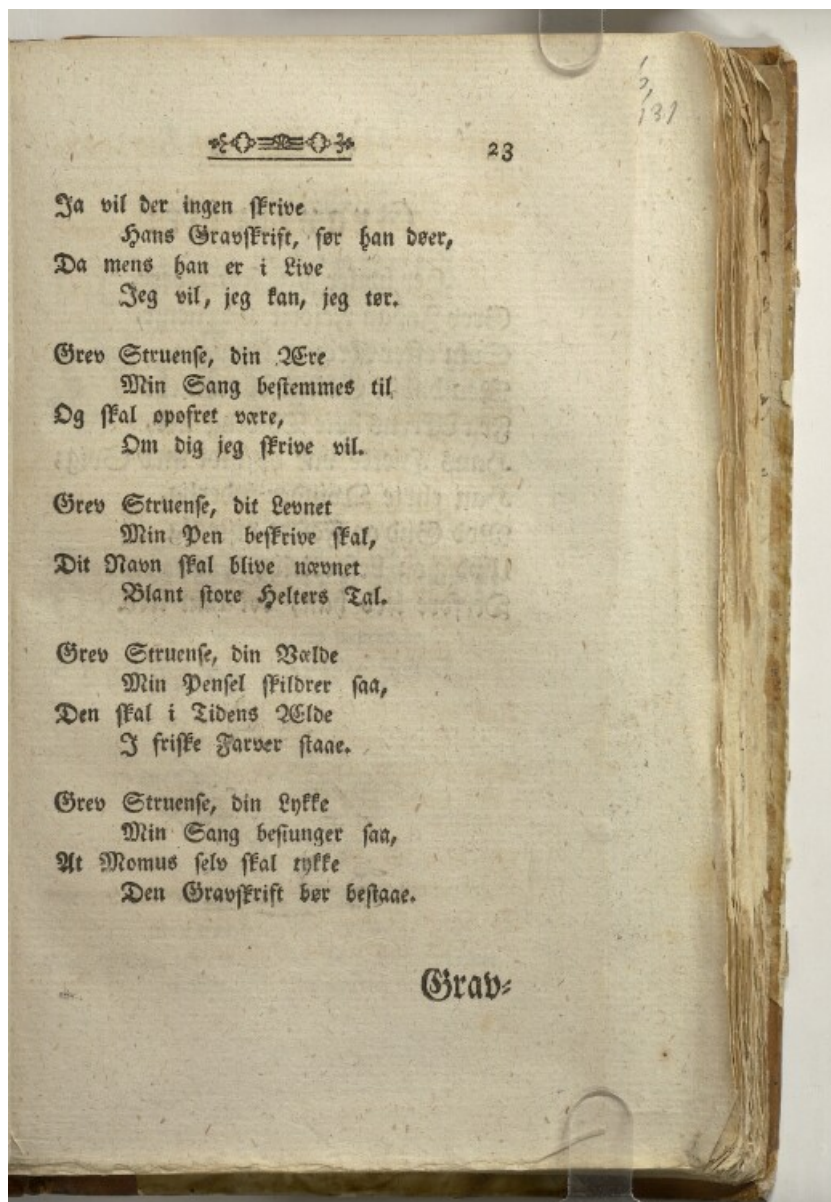 23
Ja vil der ingen skrive
Hans Gravskrift, før han døer,
Da mens han er i Live
Jeg vil, jeg kan, jeg tør.
Grev Struense, din Ære
Min Sang bestemmes til
Og skal opofret være,
Om dig jeg skrive vil.
Grev Struense, dit Levnet
Min Pen beskrive skal,
Dit Navn skal blive nævnet
Blant store Helters Tal.
Grev Struense, din Vælde
Min Pensel skildrer saa,
Den skal i Tidens Ælde
I friske Farver staae.
Grev Struense, din Lykke
Min Sang besiunger saa,
At Momus selv skal tykke
Den Gravskrift bør bestaae.
Grav-